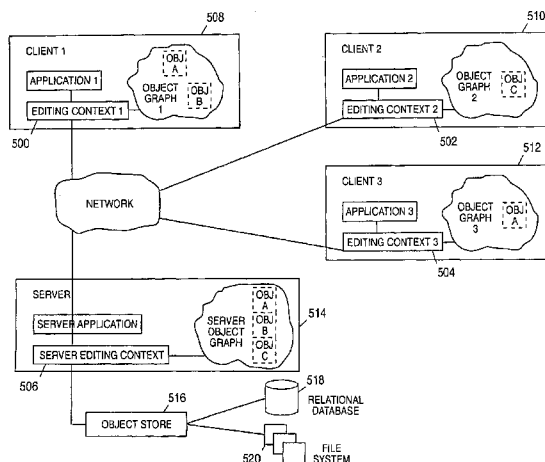 508
CLIENT 1
APPLICATION 1
EDITING CONTEXT 1
500
OBJ
A
OBJECT
GRAPH
1
OBJ
B
510
CLIENT 2
APPLICATION 2
EDITING CONTEXT 2
502
OBJECT
GRAPH
2
OBJ
C
512
CLIENT 3
APPLICATION 3
EDITING CONTEXT 3
504
OBJECT
GRAPH
3
OBJ
A
NETWORK
SERVER
SERVER APPLICATION
SERVER EDITING CONTEXT
506
SERVER
OBJECT
GRAPH
OBJ
A
OBJ
B
OBJ
C
514
516
OBJECT STORE
518
RELATIONAL
DATABASE
520
FILE
SYSTEM